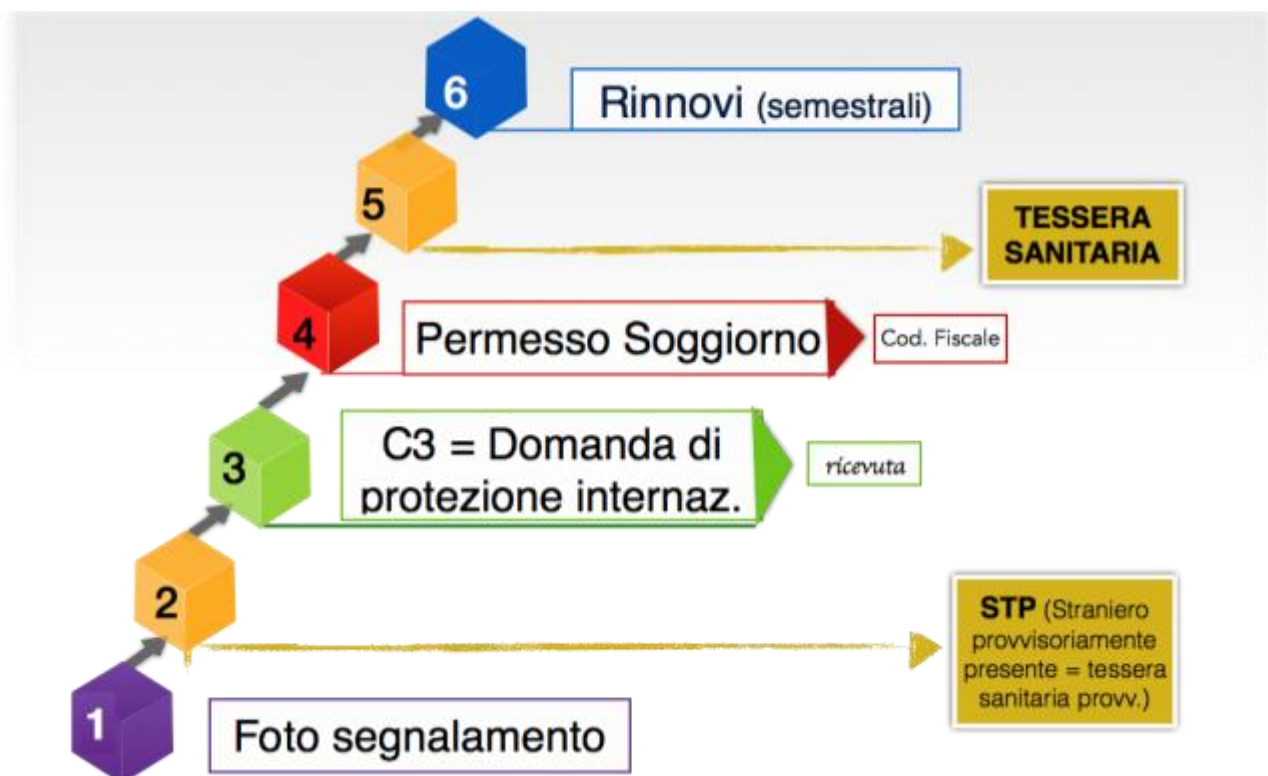 6
Rinnovi (semestrali)
5
TESSERA
SANITARIA
4
Permesso Soggiorno
Cod. Fiscale
3
C3 = Domanda di
protezione internaz.
ricevuta
2
STP (Straniero
provvisoriamente
presente = tessera
sanitaria provv.)
1
Foto segnalamento